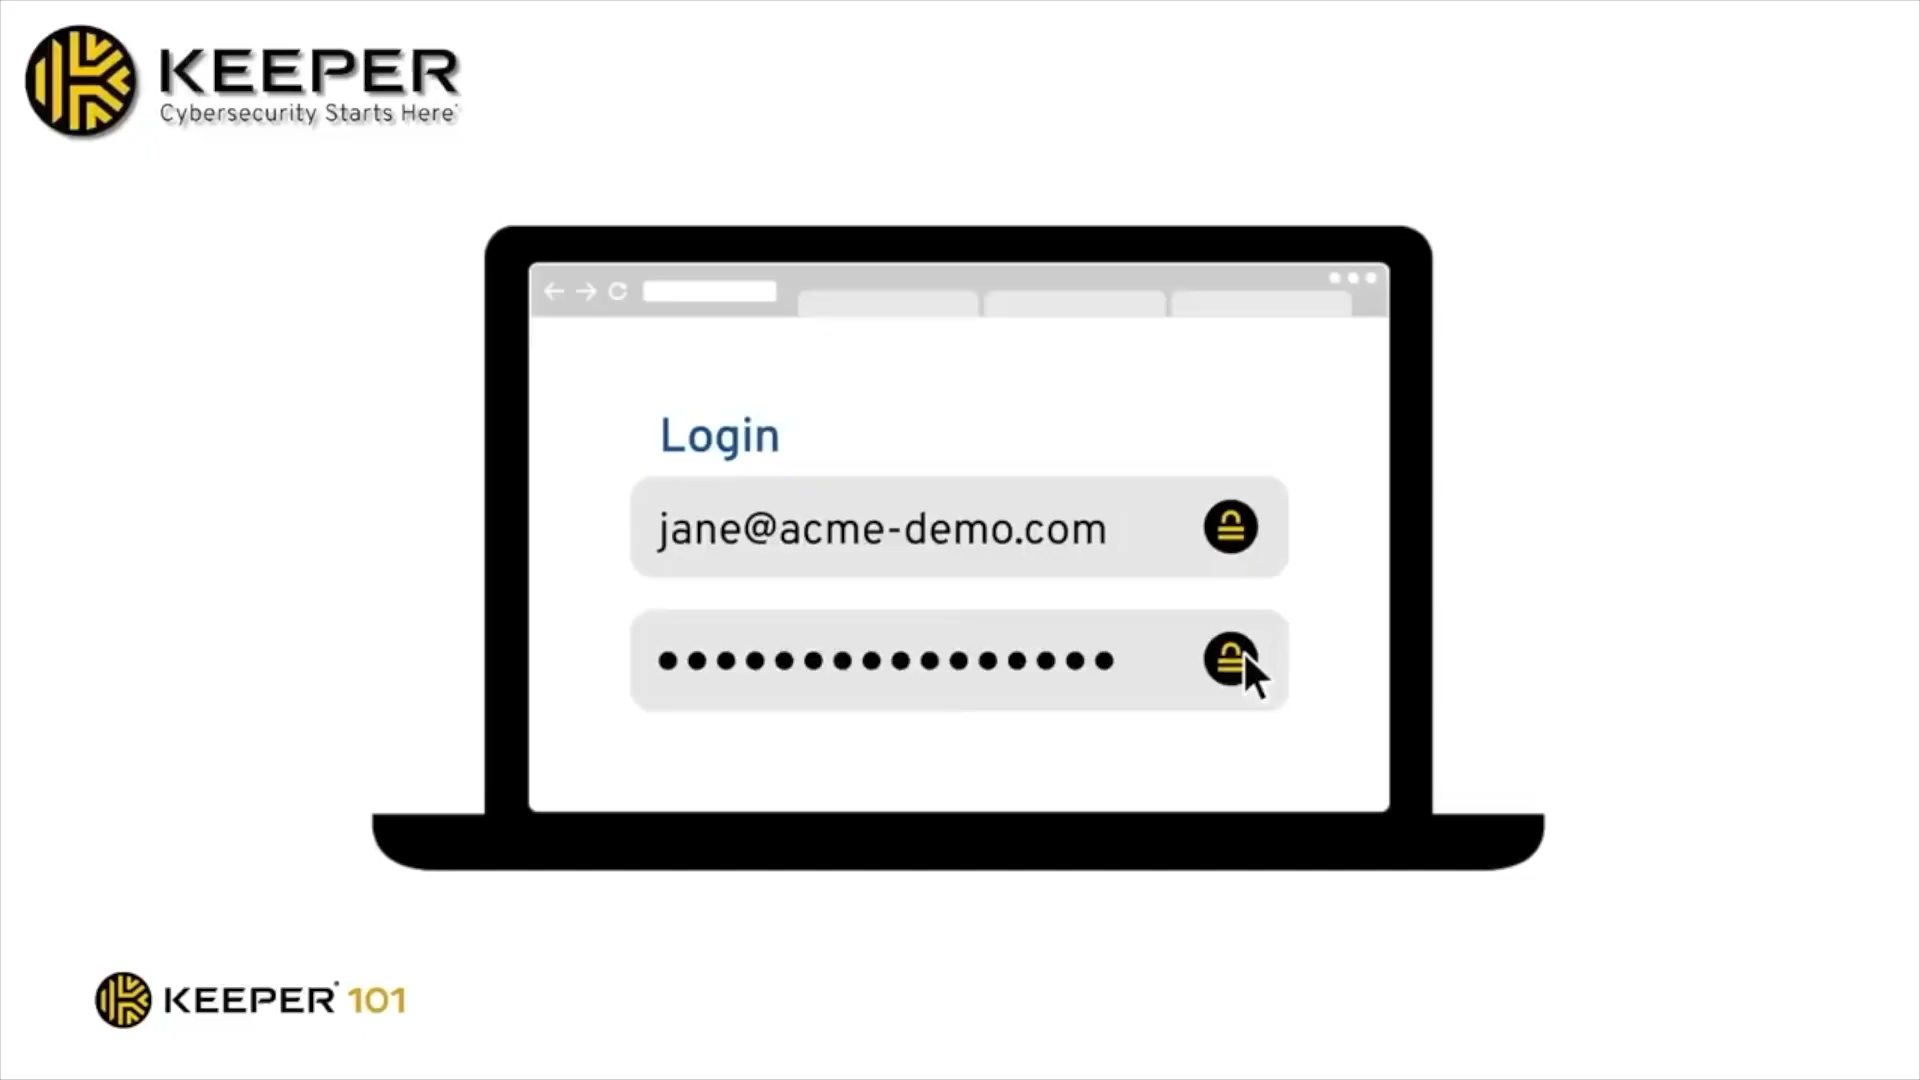 KEEPER
Cybersecurity Starts Here
Login
jane@acme-demo.com
••••••••••••••••
KEEPER® 101